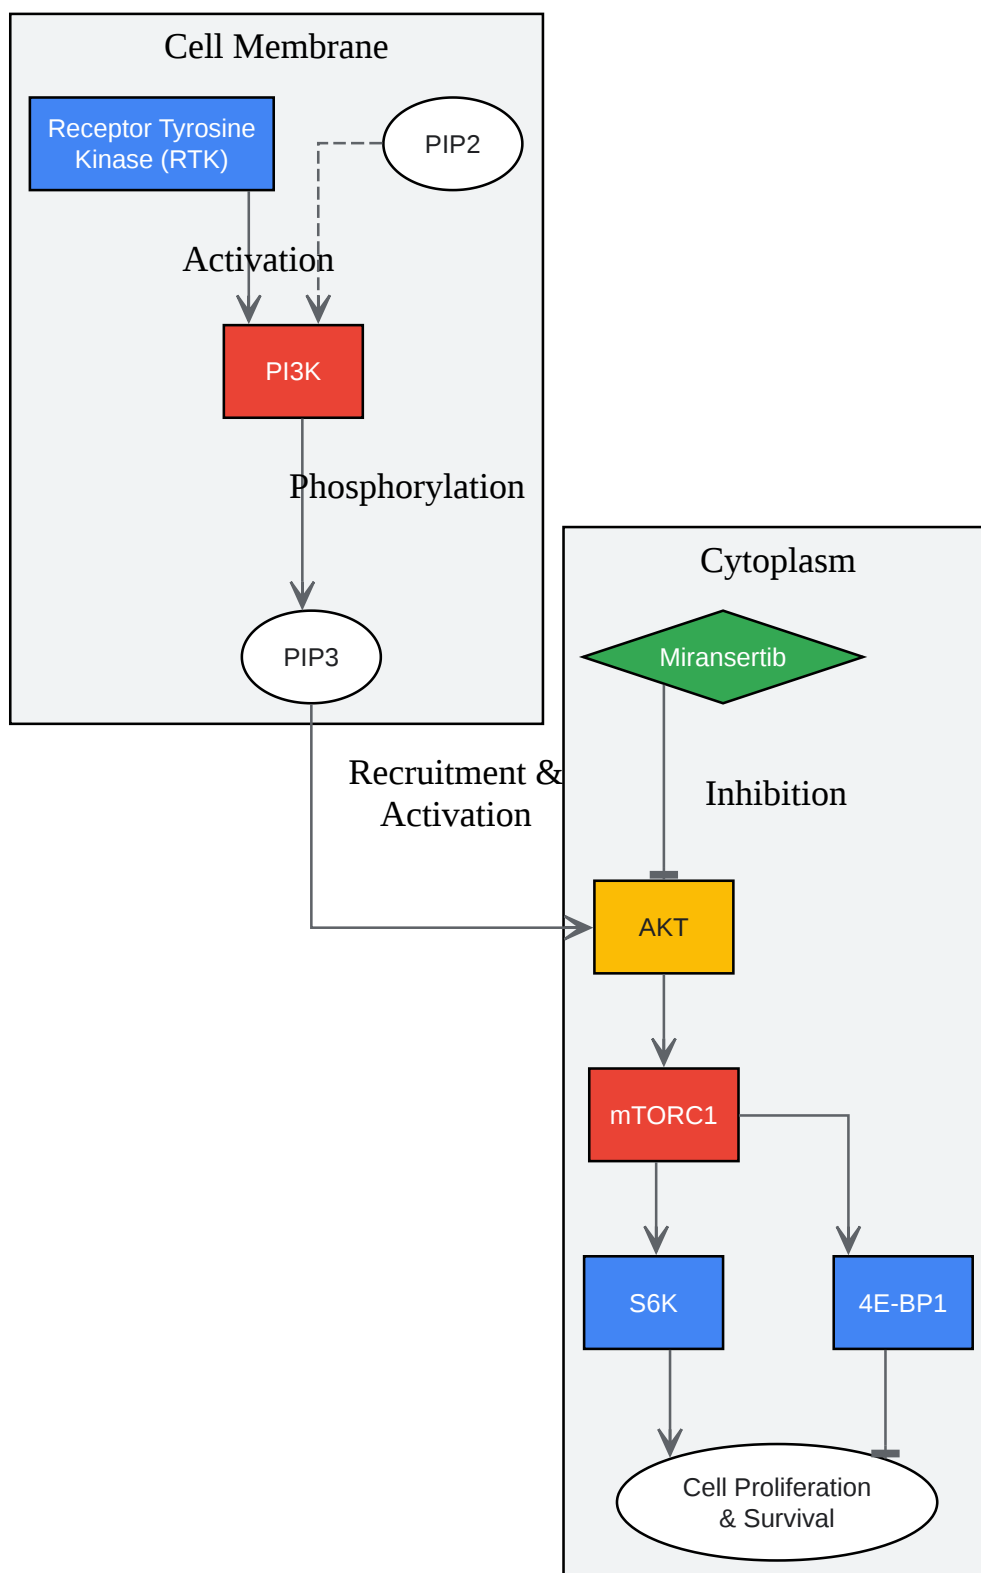 Cell Membrane
Receptor Tyrosine
Kinase (RTK)
PIP2
Activation
PI3K
Phosphorylation
PIP3
Cytoplasm
Miransertib
Recruitment &
Activation
Inhibition
AKT
mTORC1
S6K
4E-BP1
Cell Proliferation
& Survival